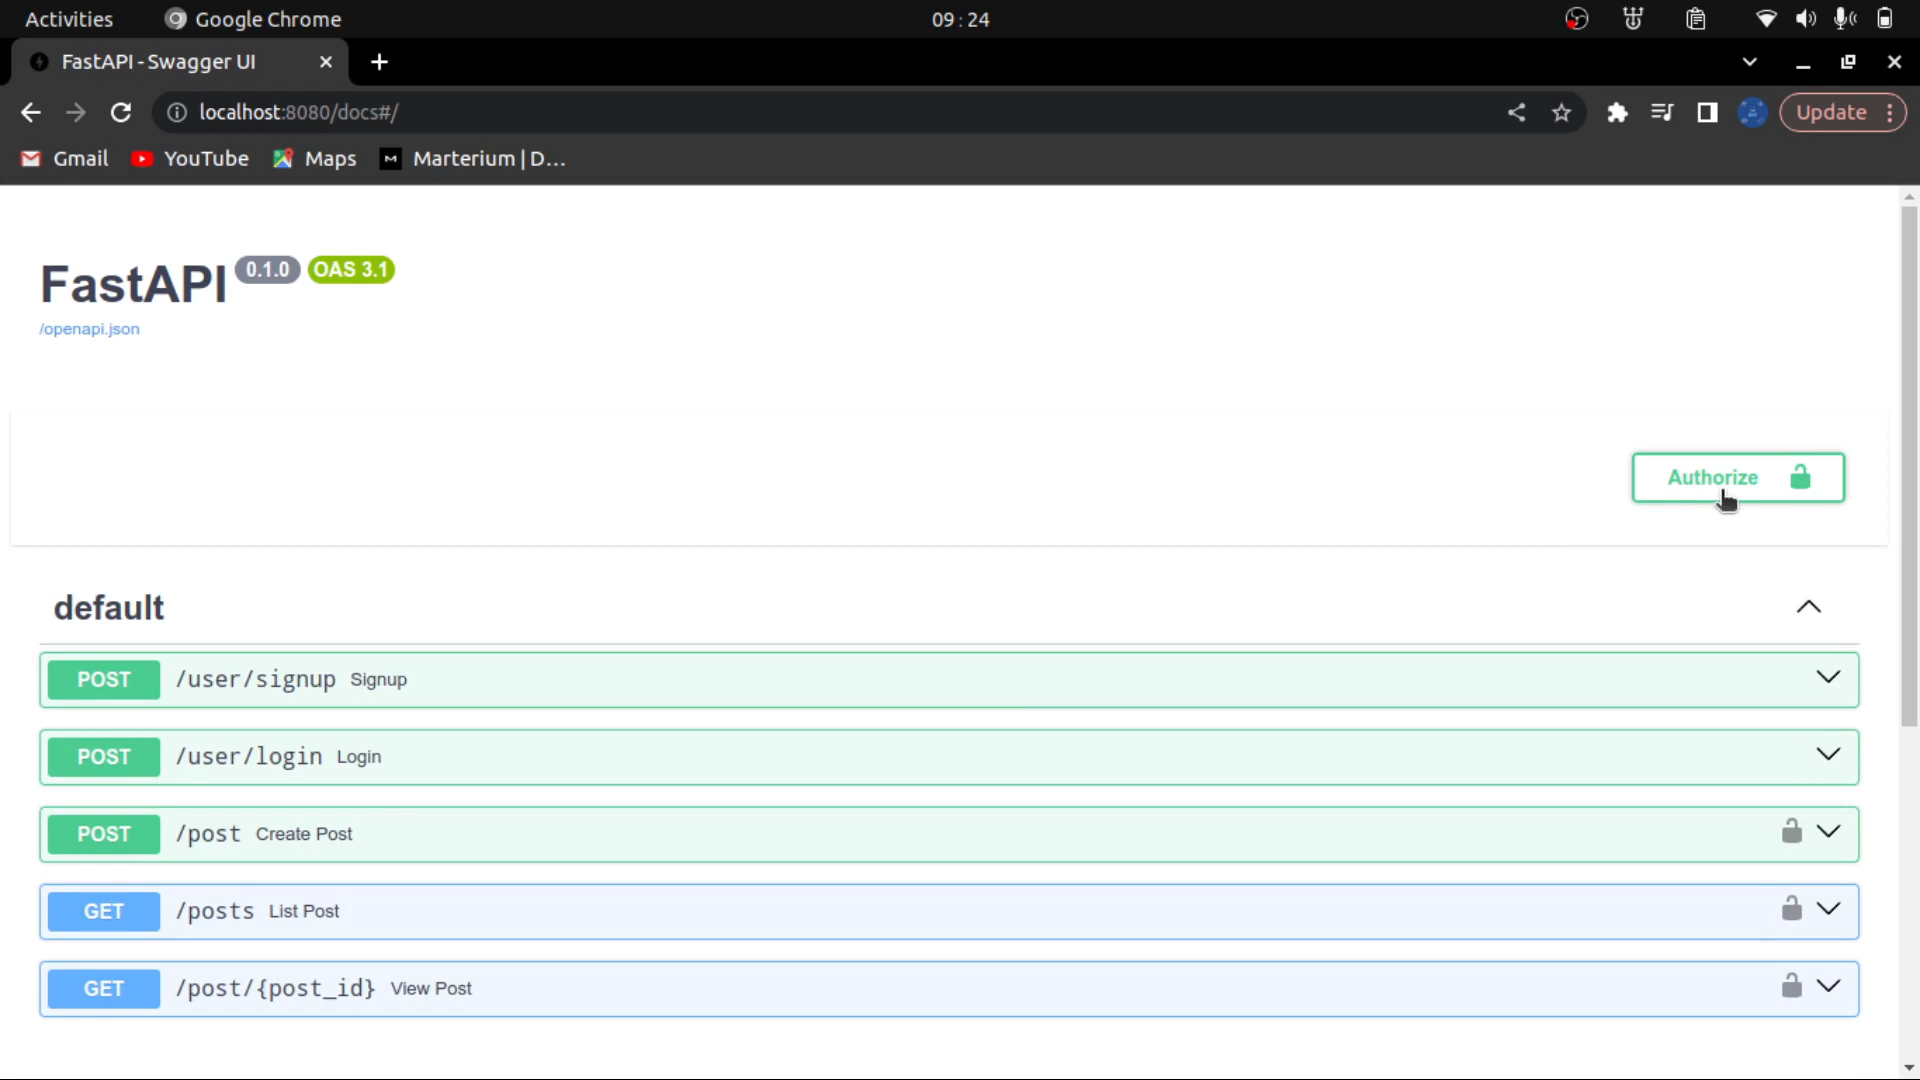 Activities Google Chrome 09:24
FastAPI - Swagger UI
localhost:8080/docs#/ Update
Gmail YouTube Maps Marterium | D...
FastAPI 0.1.0 OAS 3.1
/openapi.json
Authorize
default
POST /user/signup Signup
POST /user/login Login
POST /post Create Post
GET /posts List Post
GET /post/{post_id} View Post